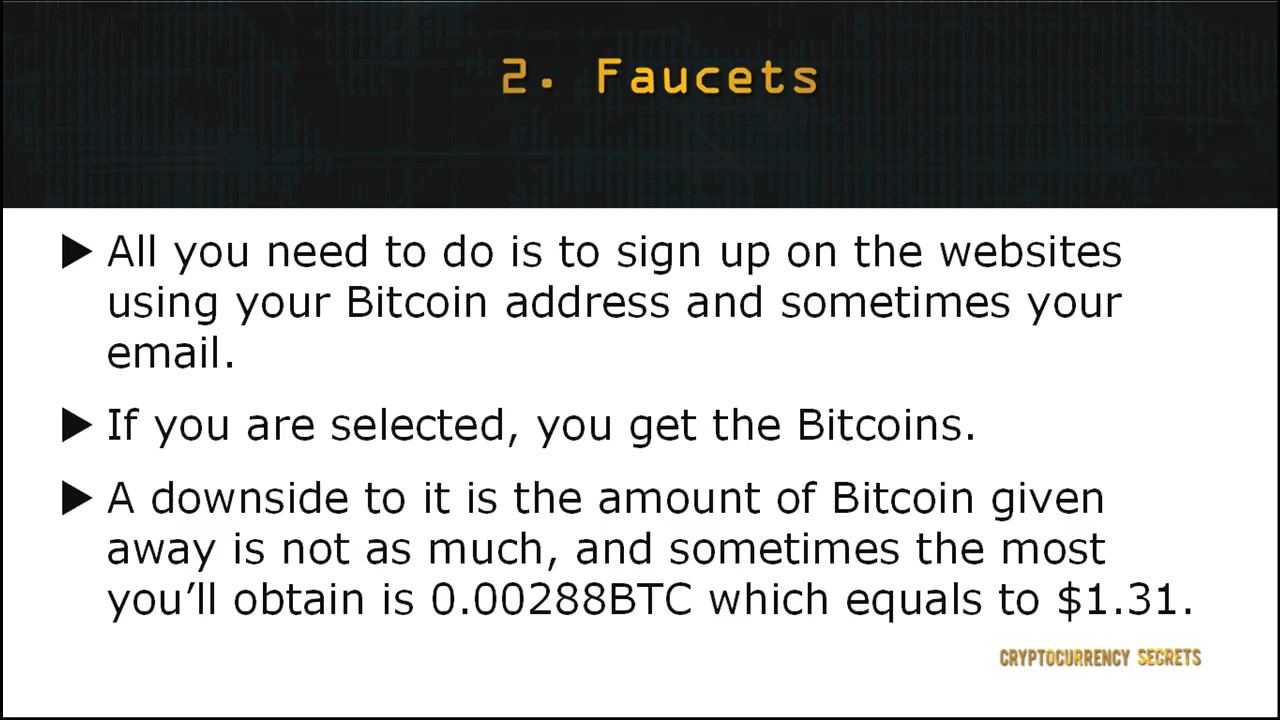 2. Faucets
▶ All you need to do is to sign up on the websites
using your Bitcoin address and sometimes your
email.
▶ If you are selected, you get the Bitcoins.
▶ A downside to it is the amount of Bitcoin given
away is not as much, and sometimes the most
you’ll obtain is 0.00288BTC which equals to $1.31.
CRYPTOCURRENCY SECRETS